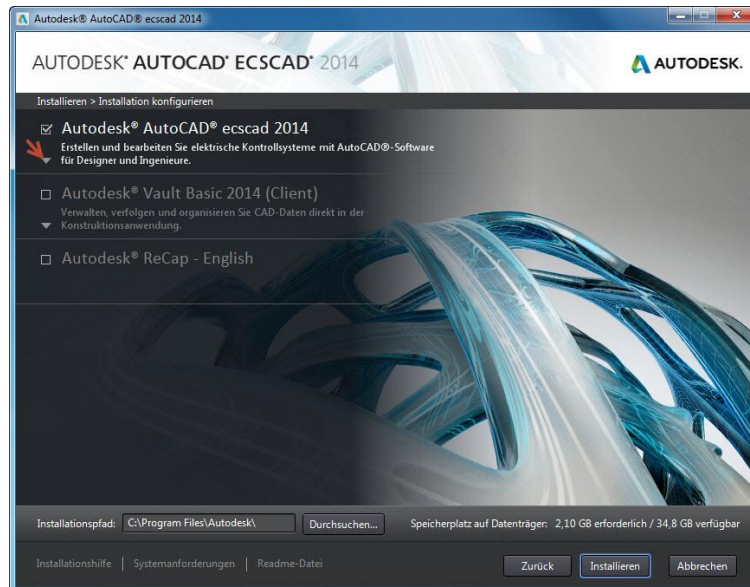 Autodesk® AutoCAD® ecscad 2014
AUTODESK® AUTOCAD® ECSCAD® 2014
AUTODESK.
Installieren > Installation konfigurieren
Autodesk® AutoCAD® ecscad 2014
Erstellen und bearbeiten Sie elektrische Kontrollsysteme mit AutoCAD®-Software
für Designer und Ingenieure.
Autodesk® Vault Basic 2014 (Client)
Verwalten, verfolgen und organisieren Sie CAD-Daten direkt in der
Konstruktionsanwendung.
Autodesk® ReCap - English
Installationspfad: C:\Program Files\Autodesk\ Durchsuchen... Speicherplatz auf Datenträger: 2,10 GB erforderlich / 34,8 GB verfügbar
Installationshilfe | Systemanforderungen | Readme-Datei Zurück Installieren Abbrechen